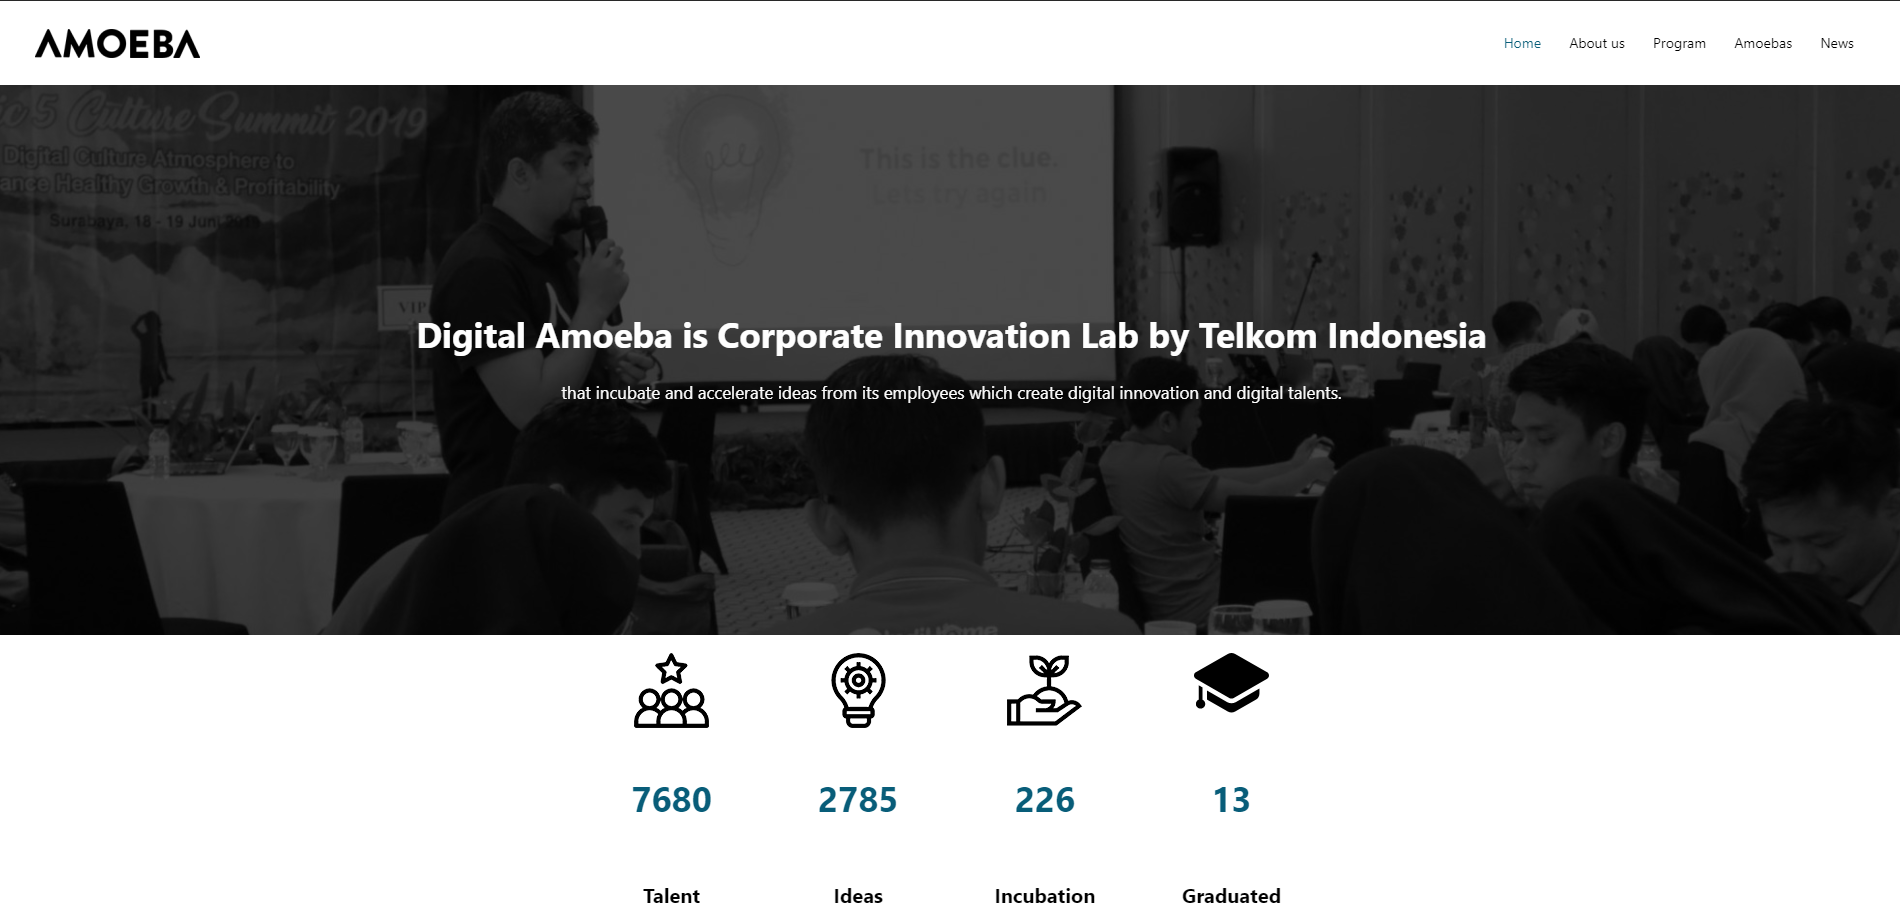 AMOEBA
Home About us Program Amoebas News
ic 5 Culture Summit 2019
Digital Culture Atmosphere to
ance Healthy Growth & Profitability
Surabaya, 18 - 19 Juni 2019
This is the clue.
Lets try again
VIP
Digital Amoeba is Corporate Innovation Lab by Telkom Indonesia
that incubate and accelerate ideas from its employees which create digital innovation and digital talents.
7680 2785 226 13
Talent Ideas Incubation Graduated